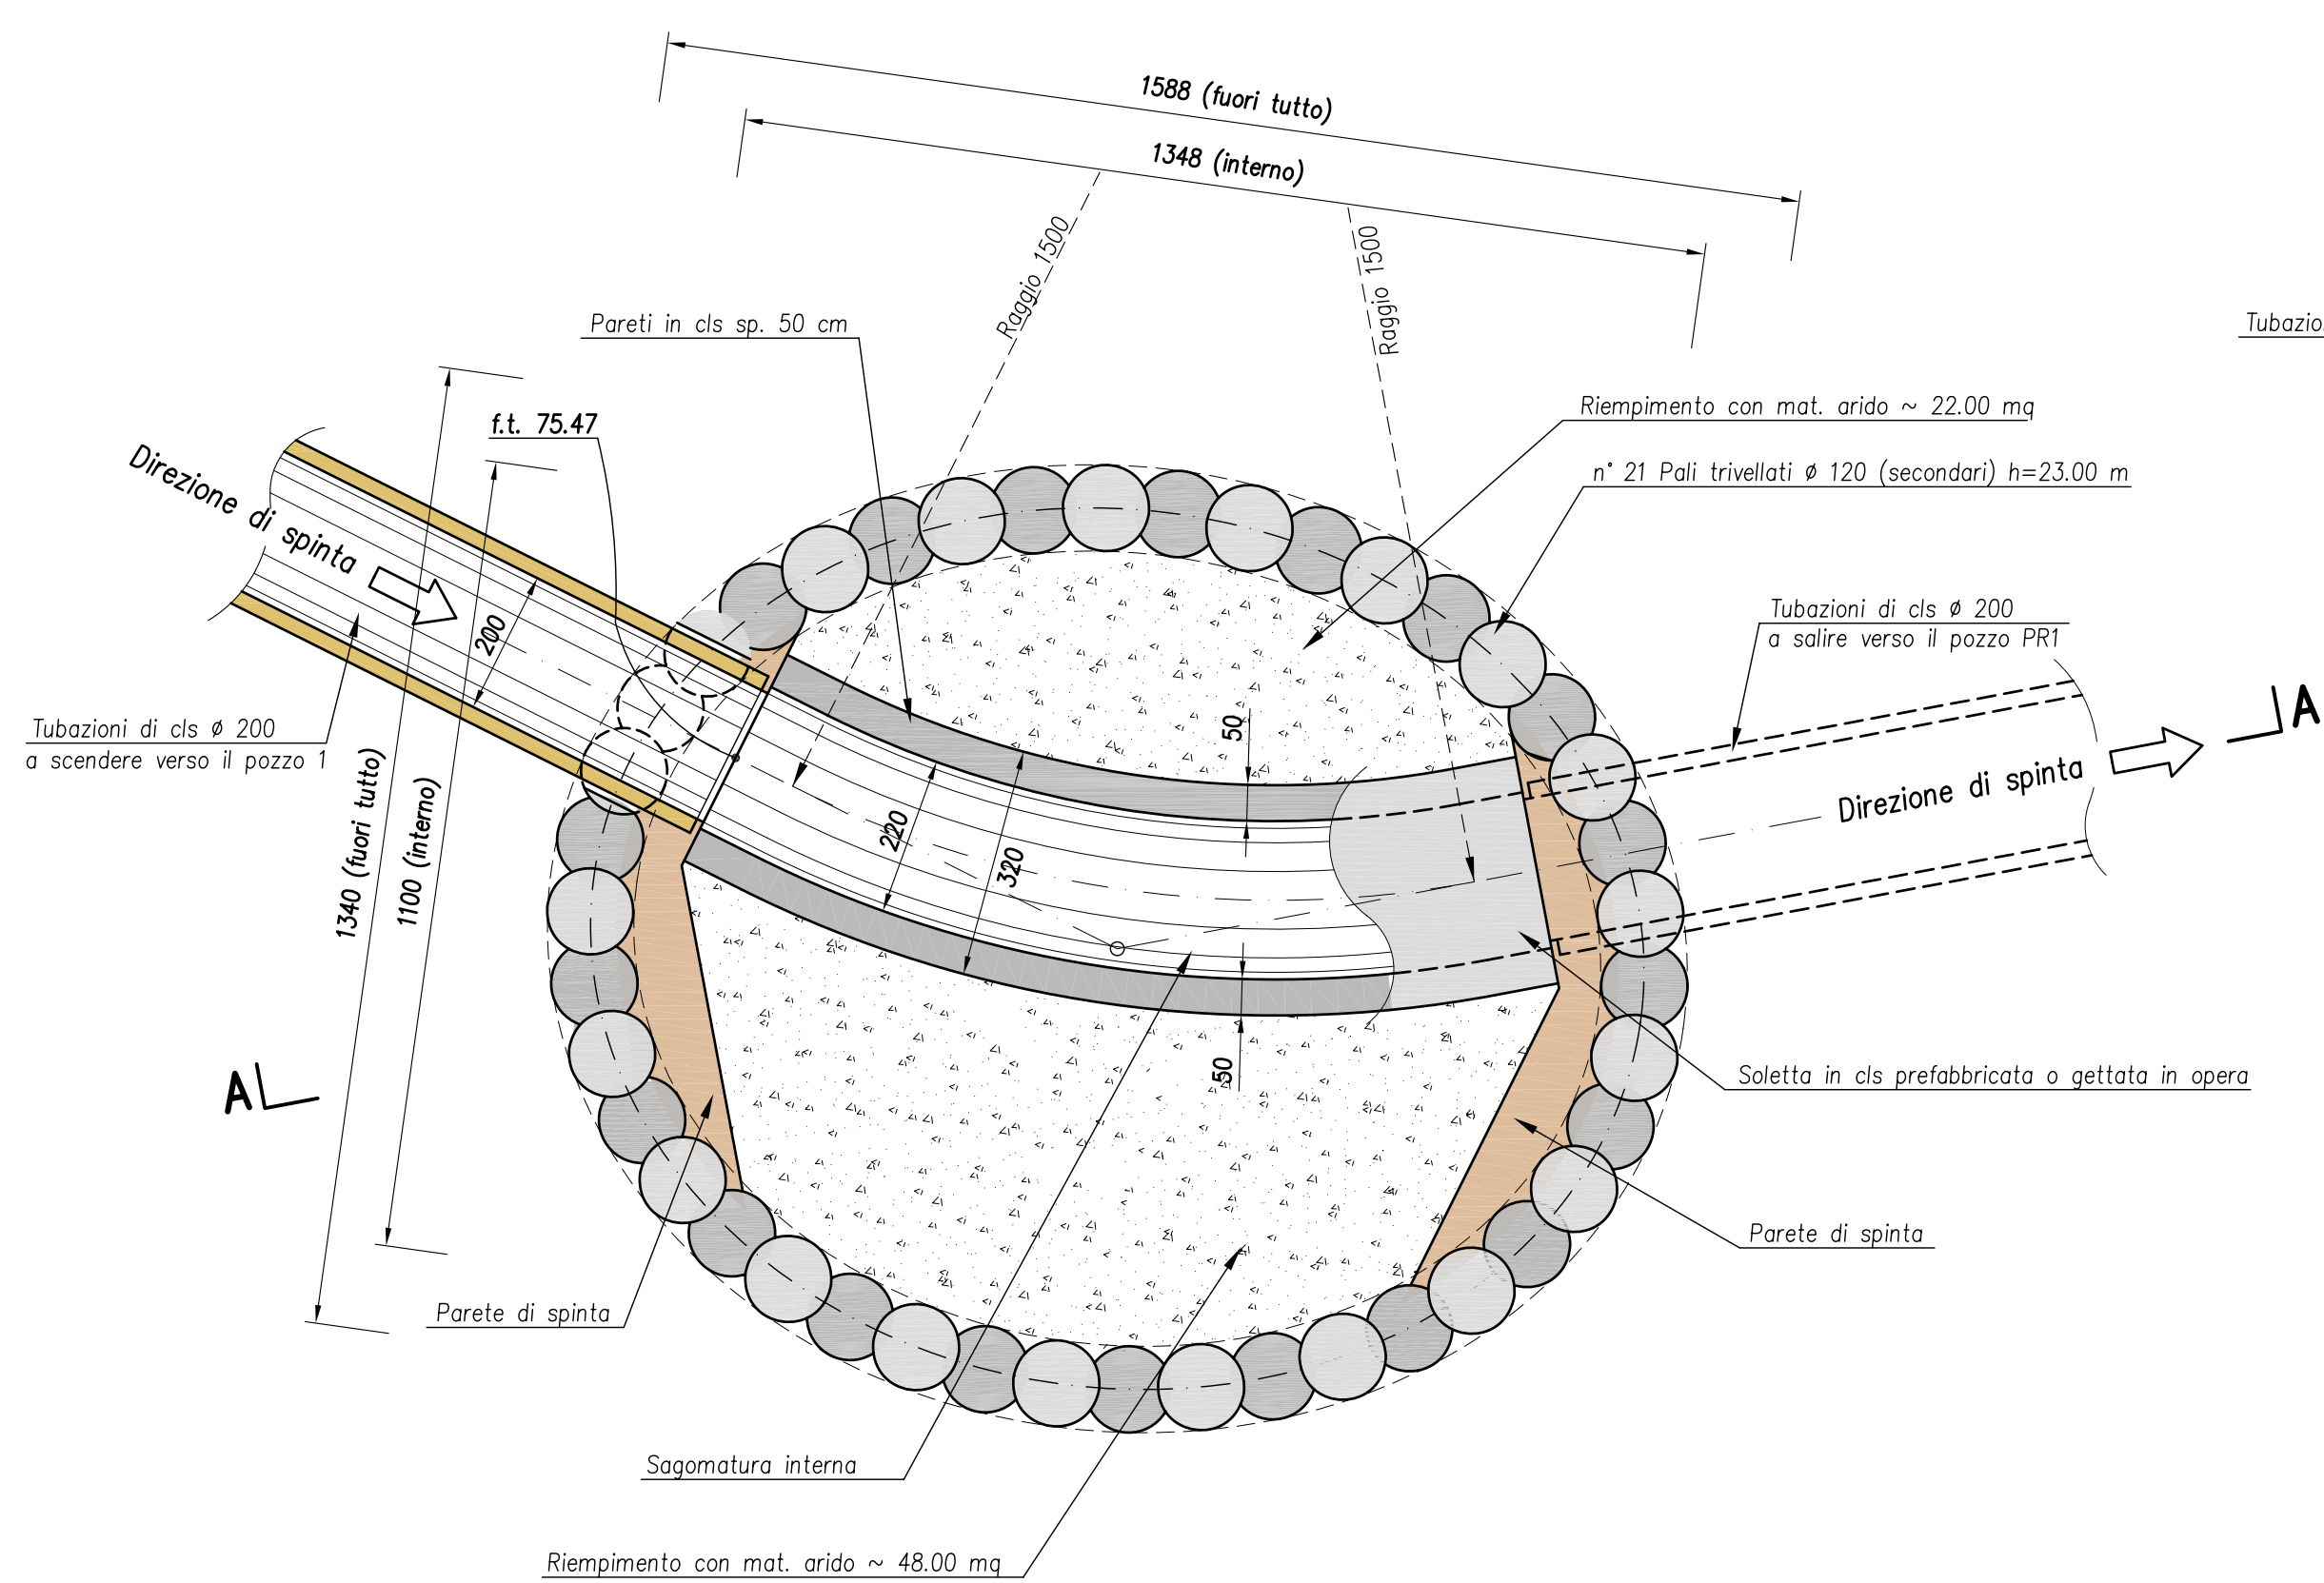 1588 (fuori tutto)
1348 (interno)
Raggio 1500
Raggio 1500
Pareti in cls sp. 50 cm
Tubazio
Riempimento con mat. arido ~ 22.00 mq
f.t. 75.47
n° 21 Pali trivellati ø 120 (secondari) h=23.00 m
Direzione di spinta
200
Tubazioni di cls ø 200
a salire verso il pozzo PR1
Tubazioni di cls ø 200
a scendere verso il pozzo 1
A
50
Direzione di spinta
220
320
1340 (fuori tutto)
1100 (interno)
50
A
Soletta in cls prefabbricata o gettata in opera
Parete di spinta
Parete di spinta
Sagomatura interna
Riempimento con mat. arido ~ 48.00 mq